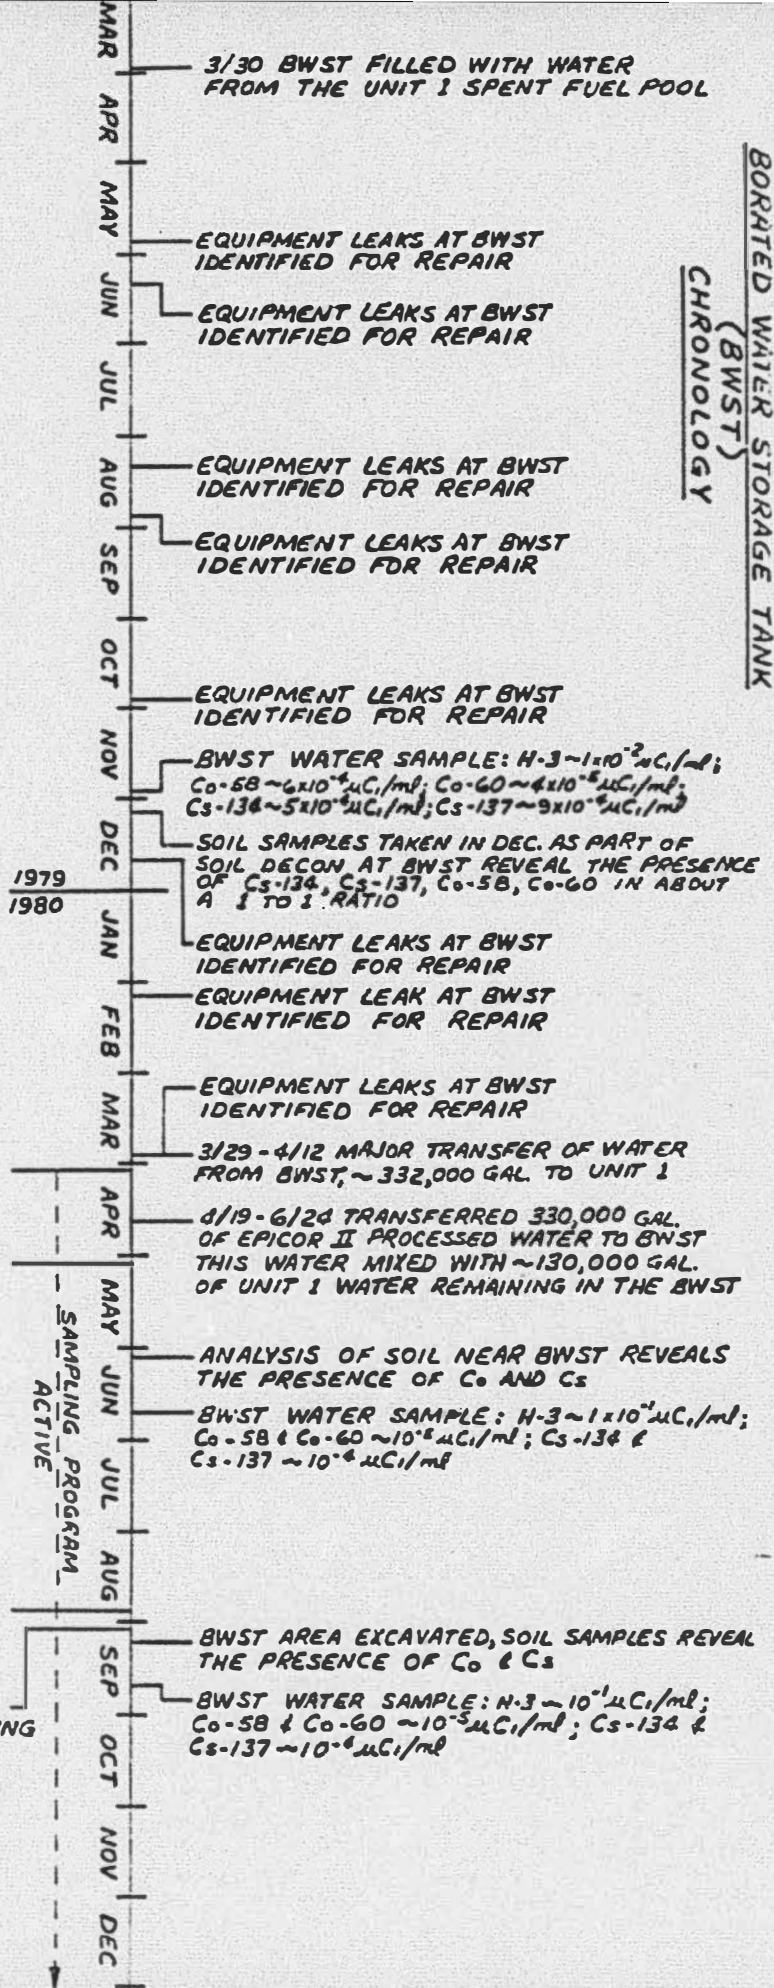 BORATED WATER STORAGE TANK
(BWST)
CHRONOLOGY
MAR
3/30 BWST FILLED WITH WATER
FROM THE UNIT 1 SPENT FUEL POOL
APR
MAY
EQUIPMENT LEAKS AT BWST
IDENTIFIED FOR REPAIR
JUN
EQUIPMENT LEAKS AT BWST
IDENTIFIED FOR REPAIR
JUL
AUG
EQUIPMENT LEAKS AT BWST
IDENTIFIED FOR REPAIR
EQUIPMENT LEAKS AT BWST
IDENTIFIED FOR REPAIR
SEP
OCT
EQUIPMENT LEAKS AT BWST
IDENTIFIED FOR REPAIR
NOV
BWST WATER SAMPLE: H-3~1x10⁻²µCi/ml;
Co-58~6x10⁻⁴µCi/ml; Co-60~4x10⁻⁵µCi/ml;
Cs-134~5x10⁻⁴µCi/ml; Cs-137~9x10⁻⁴µCi/ml
DEC
SOIL SAMPLES TAKEN IN DEC. AS PART OF
SOIL DECON AT BWST REVEAL THE PRESENCE
OF Cs-134, Cs-137, Co-58, Co-60 IN ABOUT
A 1 TO 1 RATIO
1979
1980
JAN
EQUIPMENT LEAKS AT BWST
IDENTIFIED FOR REPAIR
EQUIPMENT LEAK AT BWST
IDENTIFIED FOR REPAIR
FEB
MAR
EQUIPMENT LEAKS AT BWST
IDENTIFIED FOR REPAIR
3/29-4/12 MAJOR TRANSFER OF WATER
FROM BWST, ~332,000 GAL. TO UNIT 1
APR
4/19-6/24 TRANSFERRED 330,000 GAL.
OF EPICOR II PROCESSED WATER TO BWST
THIS WATER MIXED WITH ~130,000 GAL.
OF UNIT 1 WATER REMAINING IN THE BWST
MAY
SAMPLING PROGRAM
ACTIVE
ANALYSIS OF SOIL NEAR BWST REVEALS
THE PRESENCE OF Co AND Cs
JUN
BWST WATER SAMPLE: H-3~1x10⁻¹µCi/ml;
Co-58 & Co-60 ~10⁻⁵µCi/ml; Cs-134 &
Cs-137 ~10⁻⁴µCi/ml
JUL
AUG
BWST AREA EXCAVATED, SOIL SAMPLES REVEAL
THE PRESENCE OF Co & Cs
SEP
BWST WATER SAMPLE: H-3~10⁻¹µCi/ml;
Co-58 & Co-60 ~10⁻⁵µCi/ml; Cs-134 &
Cs-137~10⁻⁴µCi/ml
OCT
NOV
DEC